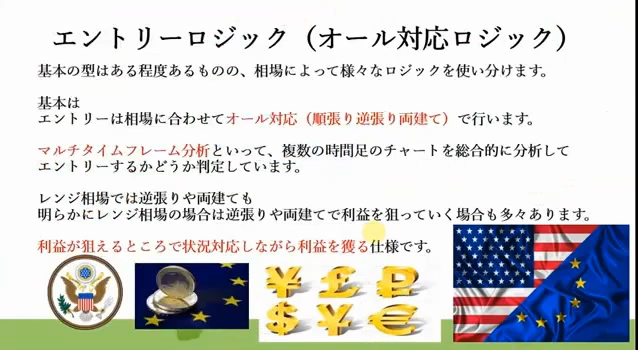 エントリーロジック（オール対応ロジック）
基本の型はある程度あるものの、相場によって様々なロジックを使い分けます。
基本は
エントリーは相場に合わせてオール対応（順張り逆張り両建て）で行います。
マルチタイムフレーム分析といって、複数の時間足のチャートを総合的に分析して
エントリーするかどうか判定しています。
レンジ相場では逆張りや両建ても
明らかにレンジ相場の場合は逆張りや両建てで利益を狙っていく場合も多々あります。
利益が狙えるところで状況対応しながら利益を獲る仕様です。
¥ £ ₽
$ ¥ €